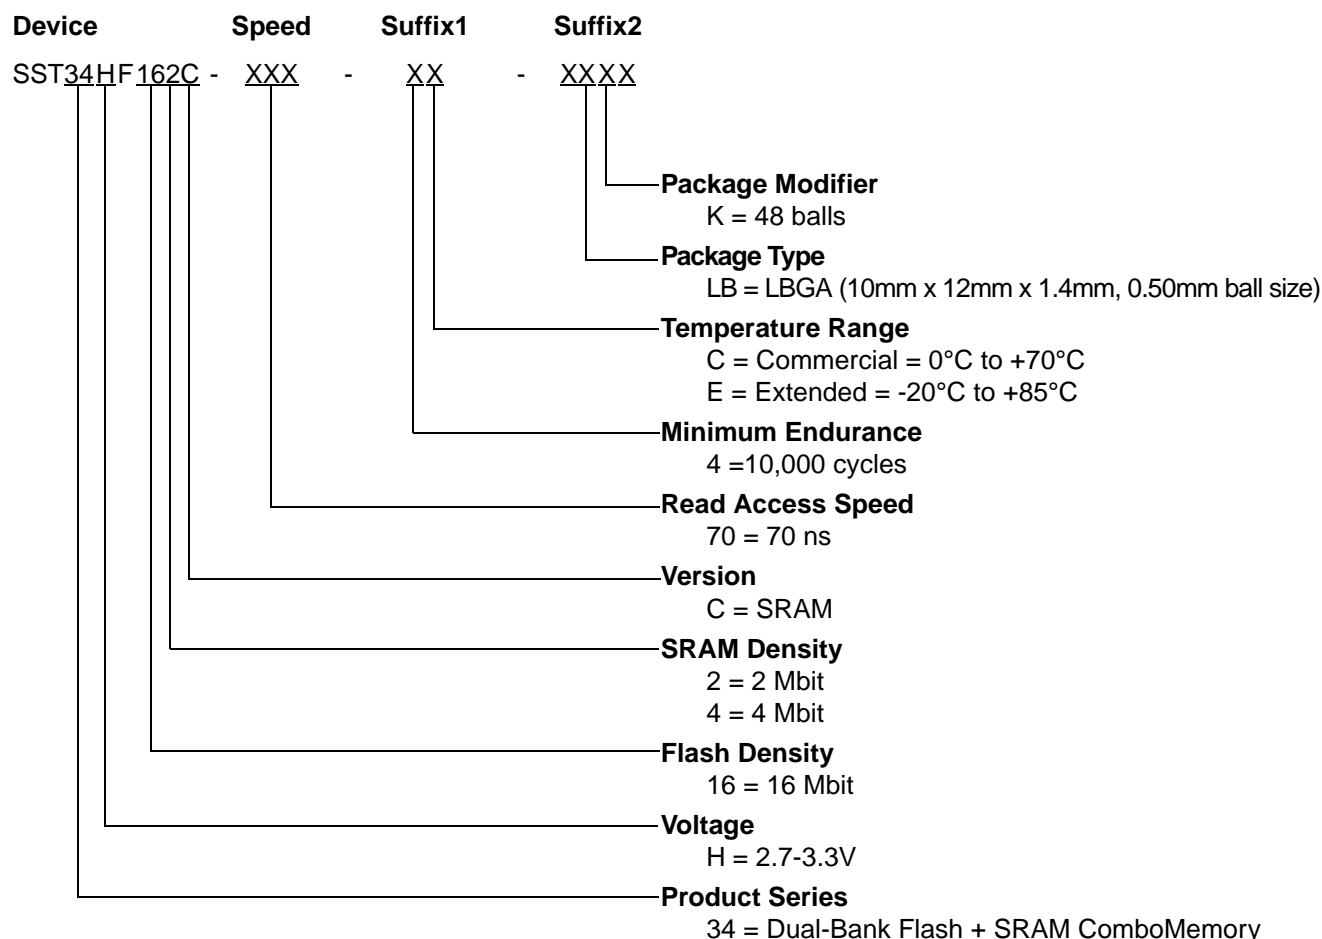 Device Speed Suffix1 Suffix2
SST34HF162C - XXX - XX - XXXX
Package Modifier
K = 48 balls
Package Type
LB = LBGA (10mm x 12mm x 1.4mm, 0.50mm ball size)
Temperature Range
C = Commercial = 0°C to +70°C
E = Extended = -20°C to +85°C
Minimum Endurance
4 =10,000 cycles
Read Access Speed
70 = 70 ns
Version
C = SRAM
SRAM Density
2 = 2 Mbit
4 = 4 Mbit
Flash Density
16 = 16 Mbit
Voltage
H = 2.7-3.3V
Product Series
34 = Dual-Bank Flash + SRAM ComboMemory